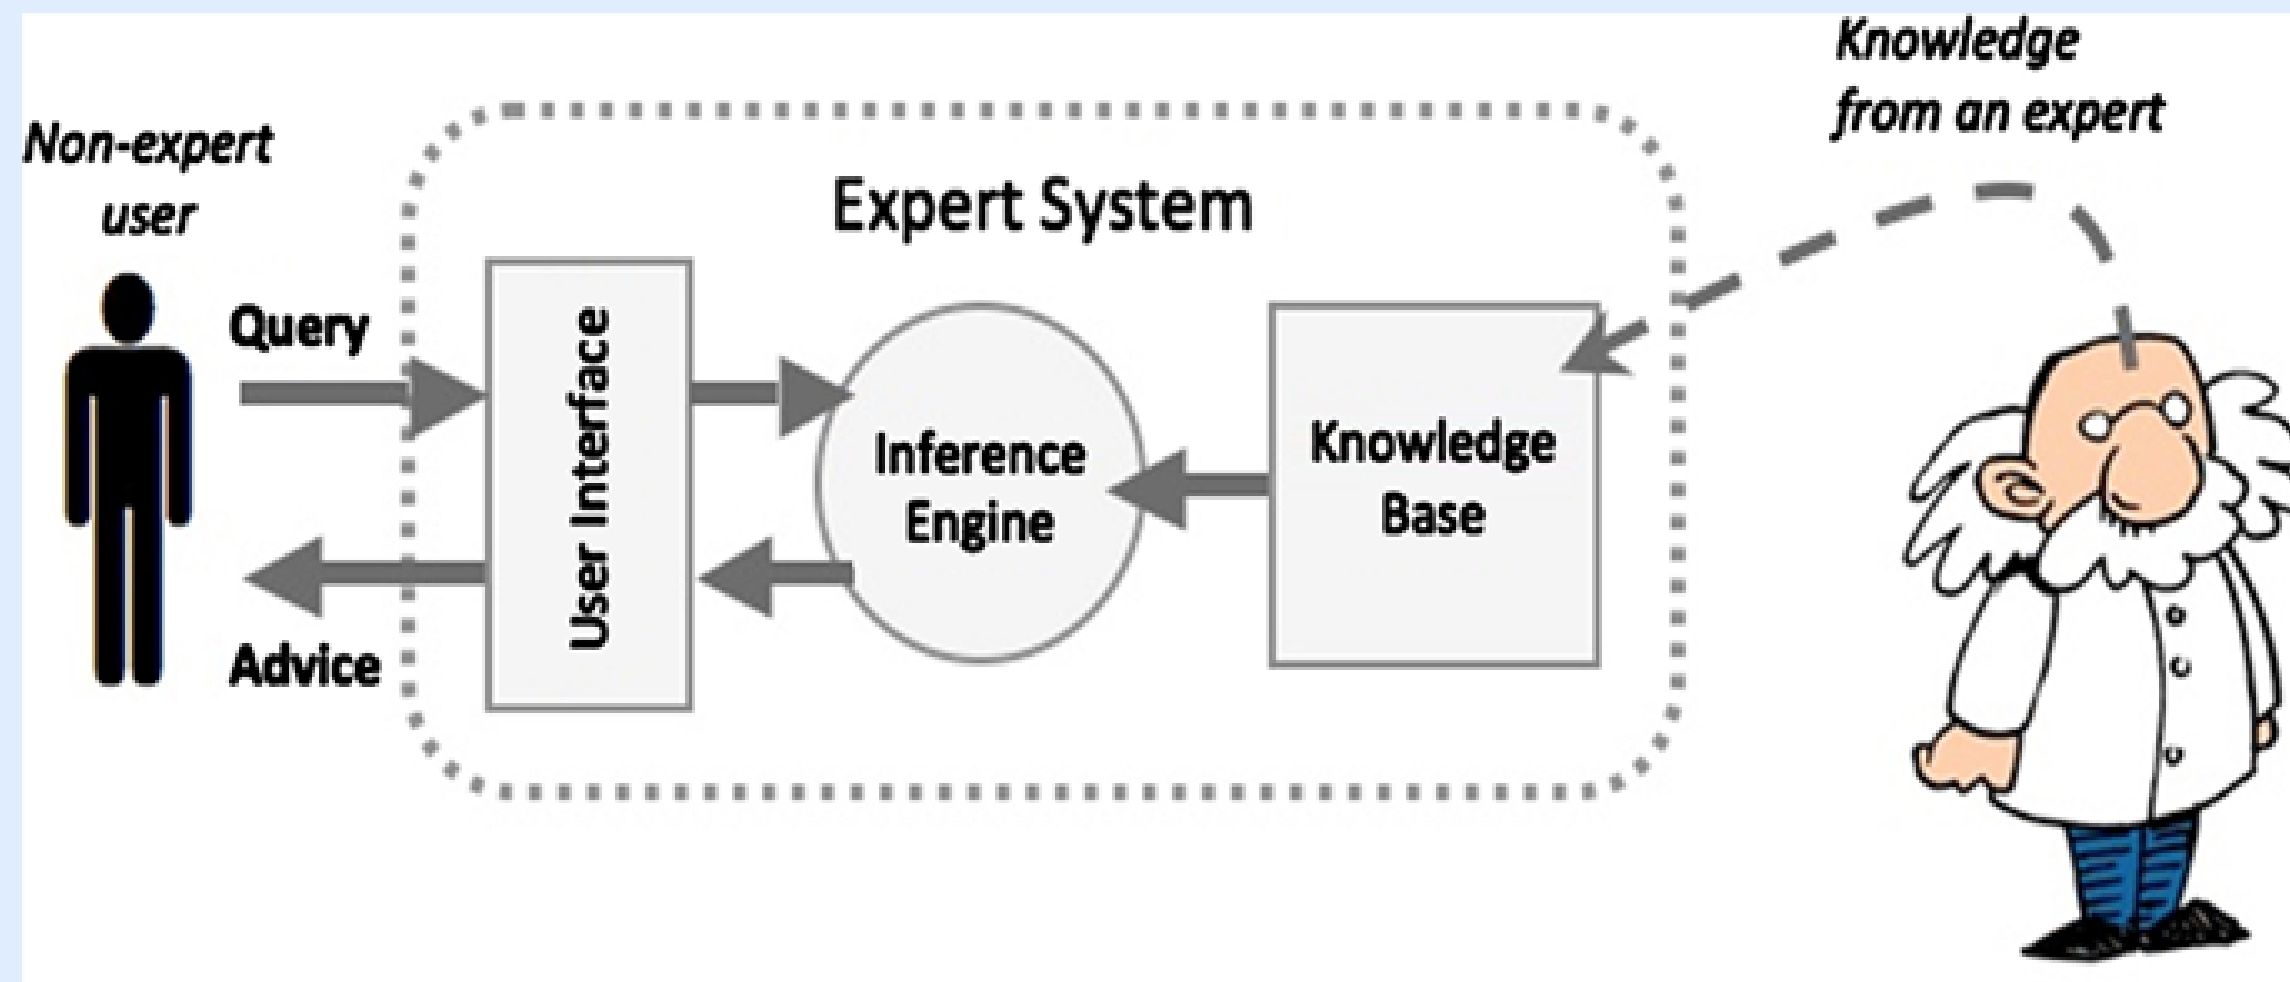 Knowledge
from an expert
Non-expert
user
Expert System
Query
User Interface
Inference
Engine
Knowledge
Base
Advice